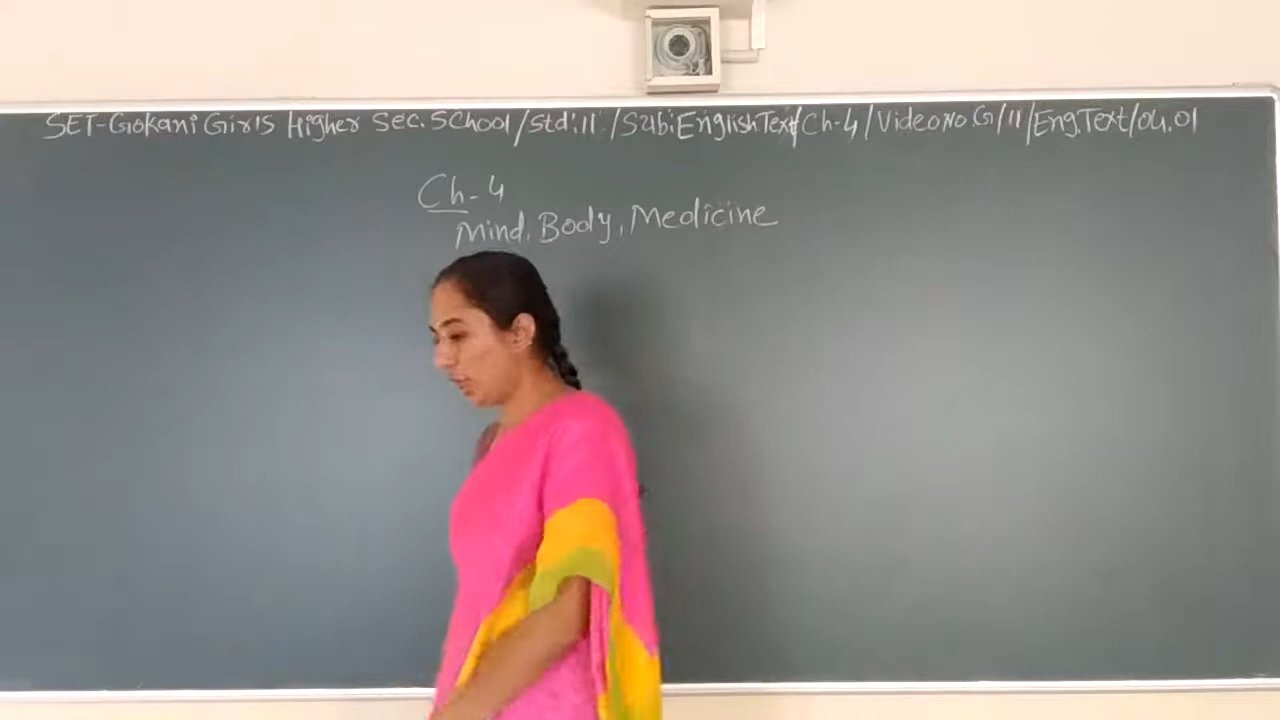 SET-Gokani Girls Higher Sec. School/Std:11/Sub:English Text/Ch-4/Video No.G/11/Eng.Text/04.01
Ch-4
Mind, Body, Medicine